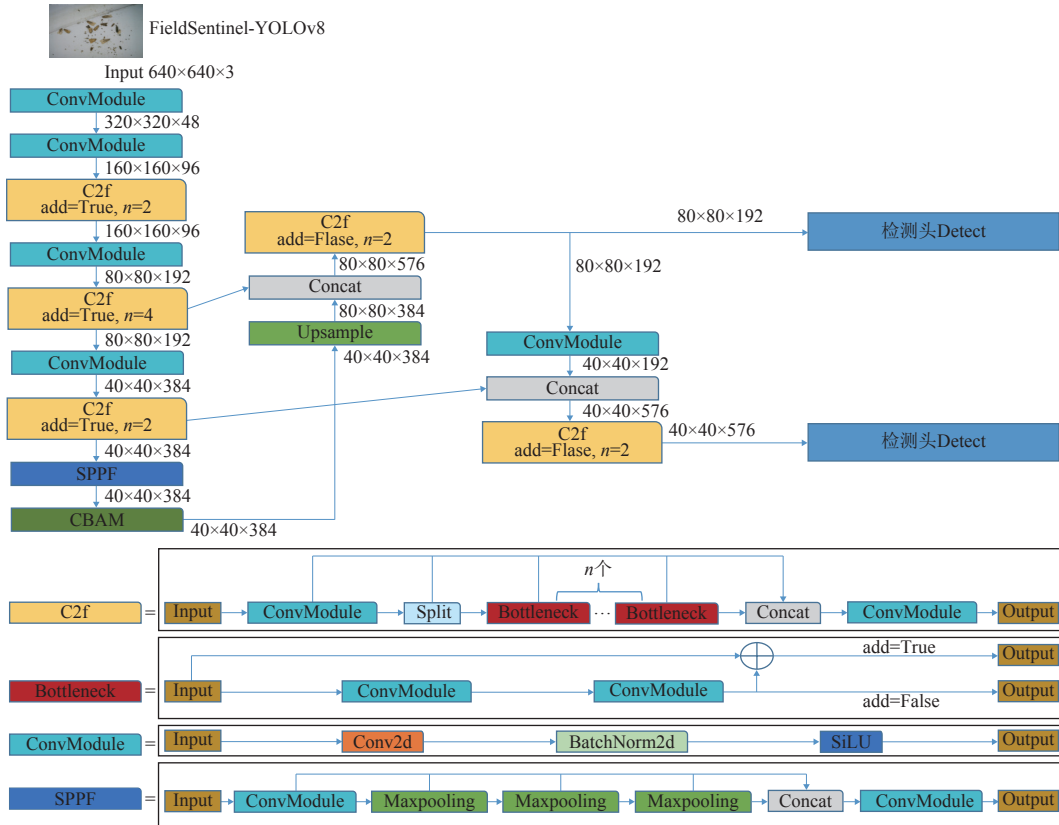 FieldSentinel-YOLOv8
Input 640×640×3
ConvModule
320×320×48
ConvModule
160×160×96
C2f
add=True, n=2
160×160×96
ConvModule
80×80×192
C2f
add=True, n=4
80×80×192
ConvModule
40×40×384
C2f
add=True, n=2
40×40×384
SPPF
40×40×384
CBAM
40×40×384
C2f
add=Flase, n=2
80×80×576
Concat
80×80×384
Upsample
40×40×384
80×80×192
检测头Detect
80×80×192
ConvModule
40×40×192
Concat
40×40×576
C2f
add=Flase, n=2
40×40×576
检测头Detect
C2f
=
Input
ConvModule
Split
n个
Bottleneck
...
Bottleneck
Concat
ConvModule
Output
Bottleneck
=
Input
ConvModule
ConvModule
add=True
Output
add=False
Output
ConvModule
=
Input
Conv2d
BatchNorm2d
SiLU
Output
SPPF
=
Input
ConvModule
Maxpooling
Maxpooling
Maxpooling
Concat
ConvModule
Output